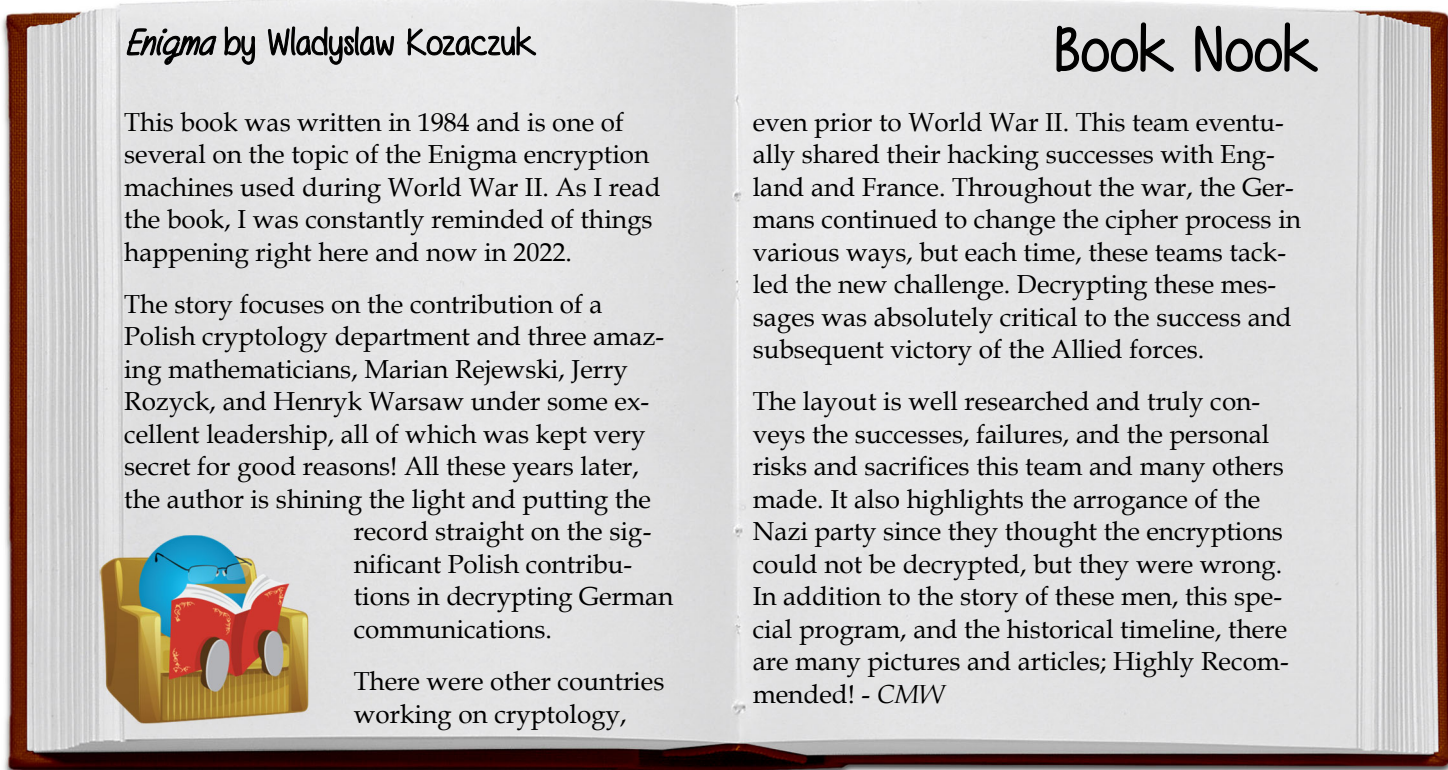 Enigma by Wladyslaw Kozaczuk
This book was written in 1984 and is one of
several on the topic of the Enigma encryption
machines used during World War II. As I read
the book, I was constantly reminded of things
happening right here and now in 2022.
The story focuses on the contribution of a
Polish cryptology department and three amaz-
ing mathematicians, Marian Rejewski, Jerry
Rozyck, and Henryk Warsaw under some ex-
cellent leadership, all of which was kept very
secret for good reasons! All these years later,
the author is shining the light and putting the
record straight on the sig-
nificant Polish contribu-
tions in decrypting German
communications.
There were other countries
working on cryptology,
Book Nook
even prior to World War II. This team eventu-
ally shared their hacking successes with Eng-
land and France. Throughout the war, the Ger-
mans continued to change the cipher process in
various ways, but each time, these teams tack-
led the new challenge. Decrypting these mes-
sages was absolutely critical to the success and
subsequent victory of the Allied forces.
The layout is well researched and truly con-
veys the successes, failures, and the personal
risks and sacrifices this team and many others
made. It also highlights the arrogance of the
Nazi party since they thought the encryptions
could not be decrypted, but they were wrong.
In addition to the story of these men, this spe-
cial program, and the historical timeline, there
are many pictures and articles; Highly Recom-
mended! - CMW